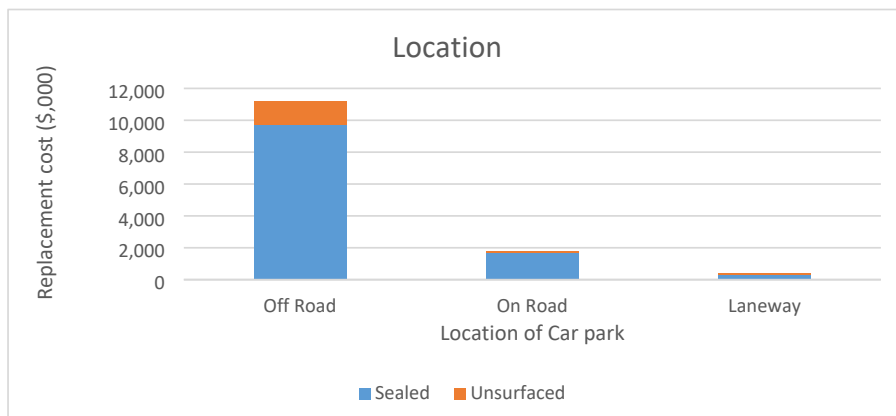 Location
Replacement cost ($,000)
12,000
10,000
8,000
6,000
4,000
2,000
0
Off Road On Road Laneway
Location of Car park
Sealed Unsurfaced